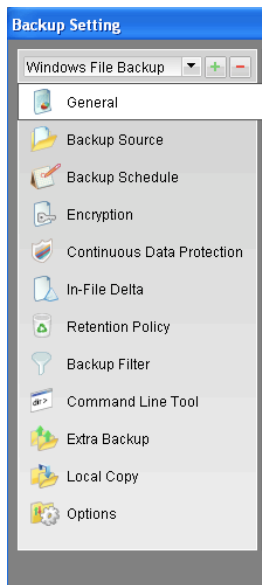 Backup Setting
Windows File Backup
General
Backup Source
Backup Schedule
Encryption
Continuous Data Protection
In-File Delta
Retention Policy
Backup Filter
dir >
Command Line Tool
Extra Backup
Local Copy
Options